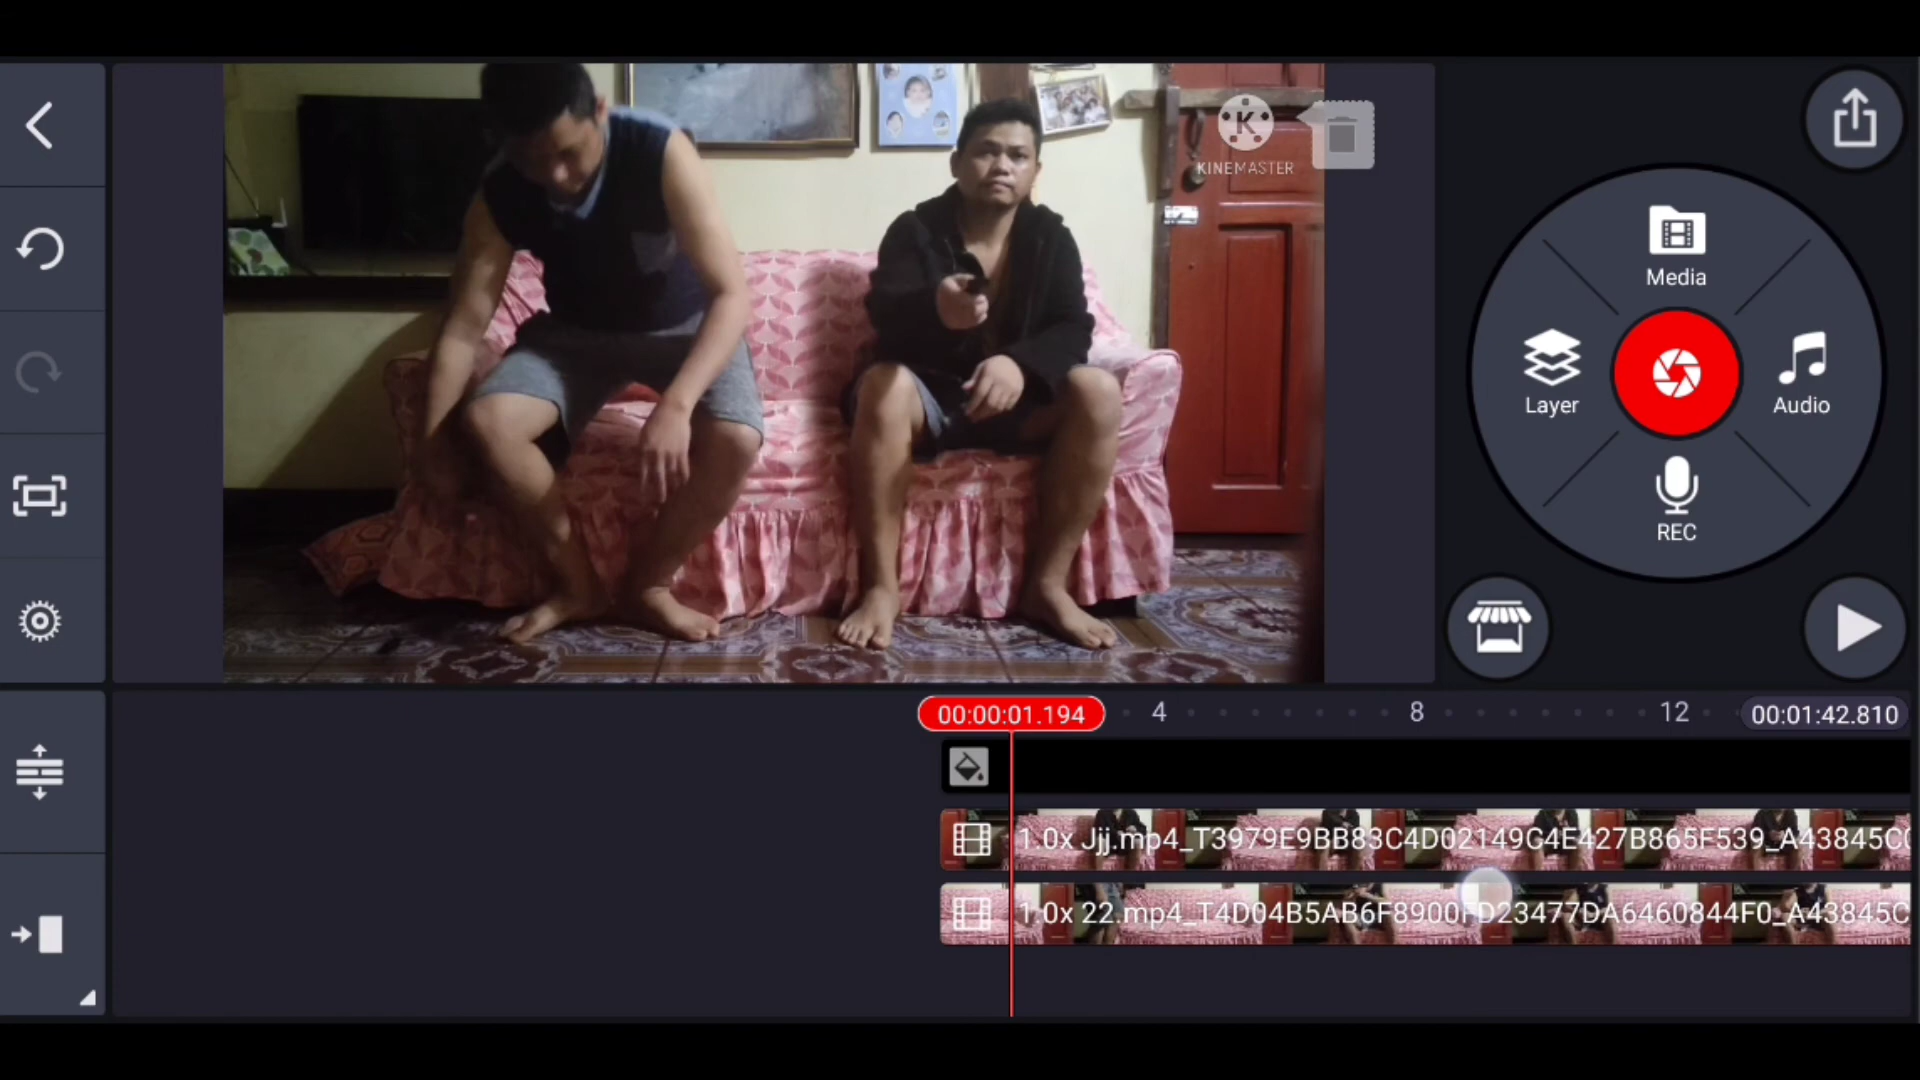 KINEMASTER
Media
Layer
Audio
REC
00:00:01.194
4
8
12
00:01:42.810
1.0x Jjj.mp4_T3979E9BB83C4D02149C4E427B865F539_A43845C0
1.0x 22.mp4_T4D04B5AB6F8900FD23477DA6460844F0_A43845C